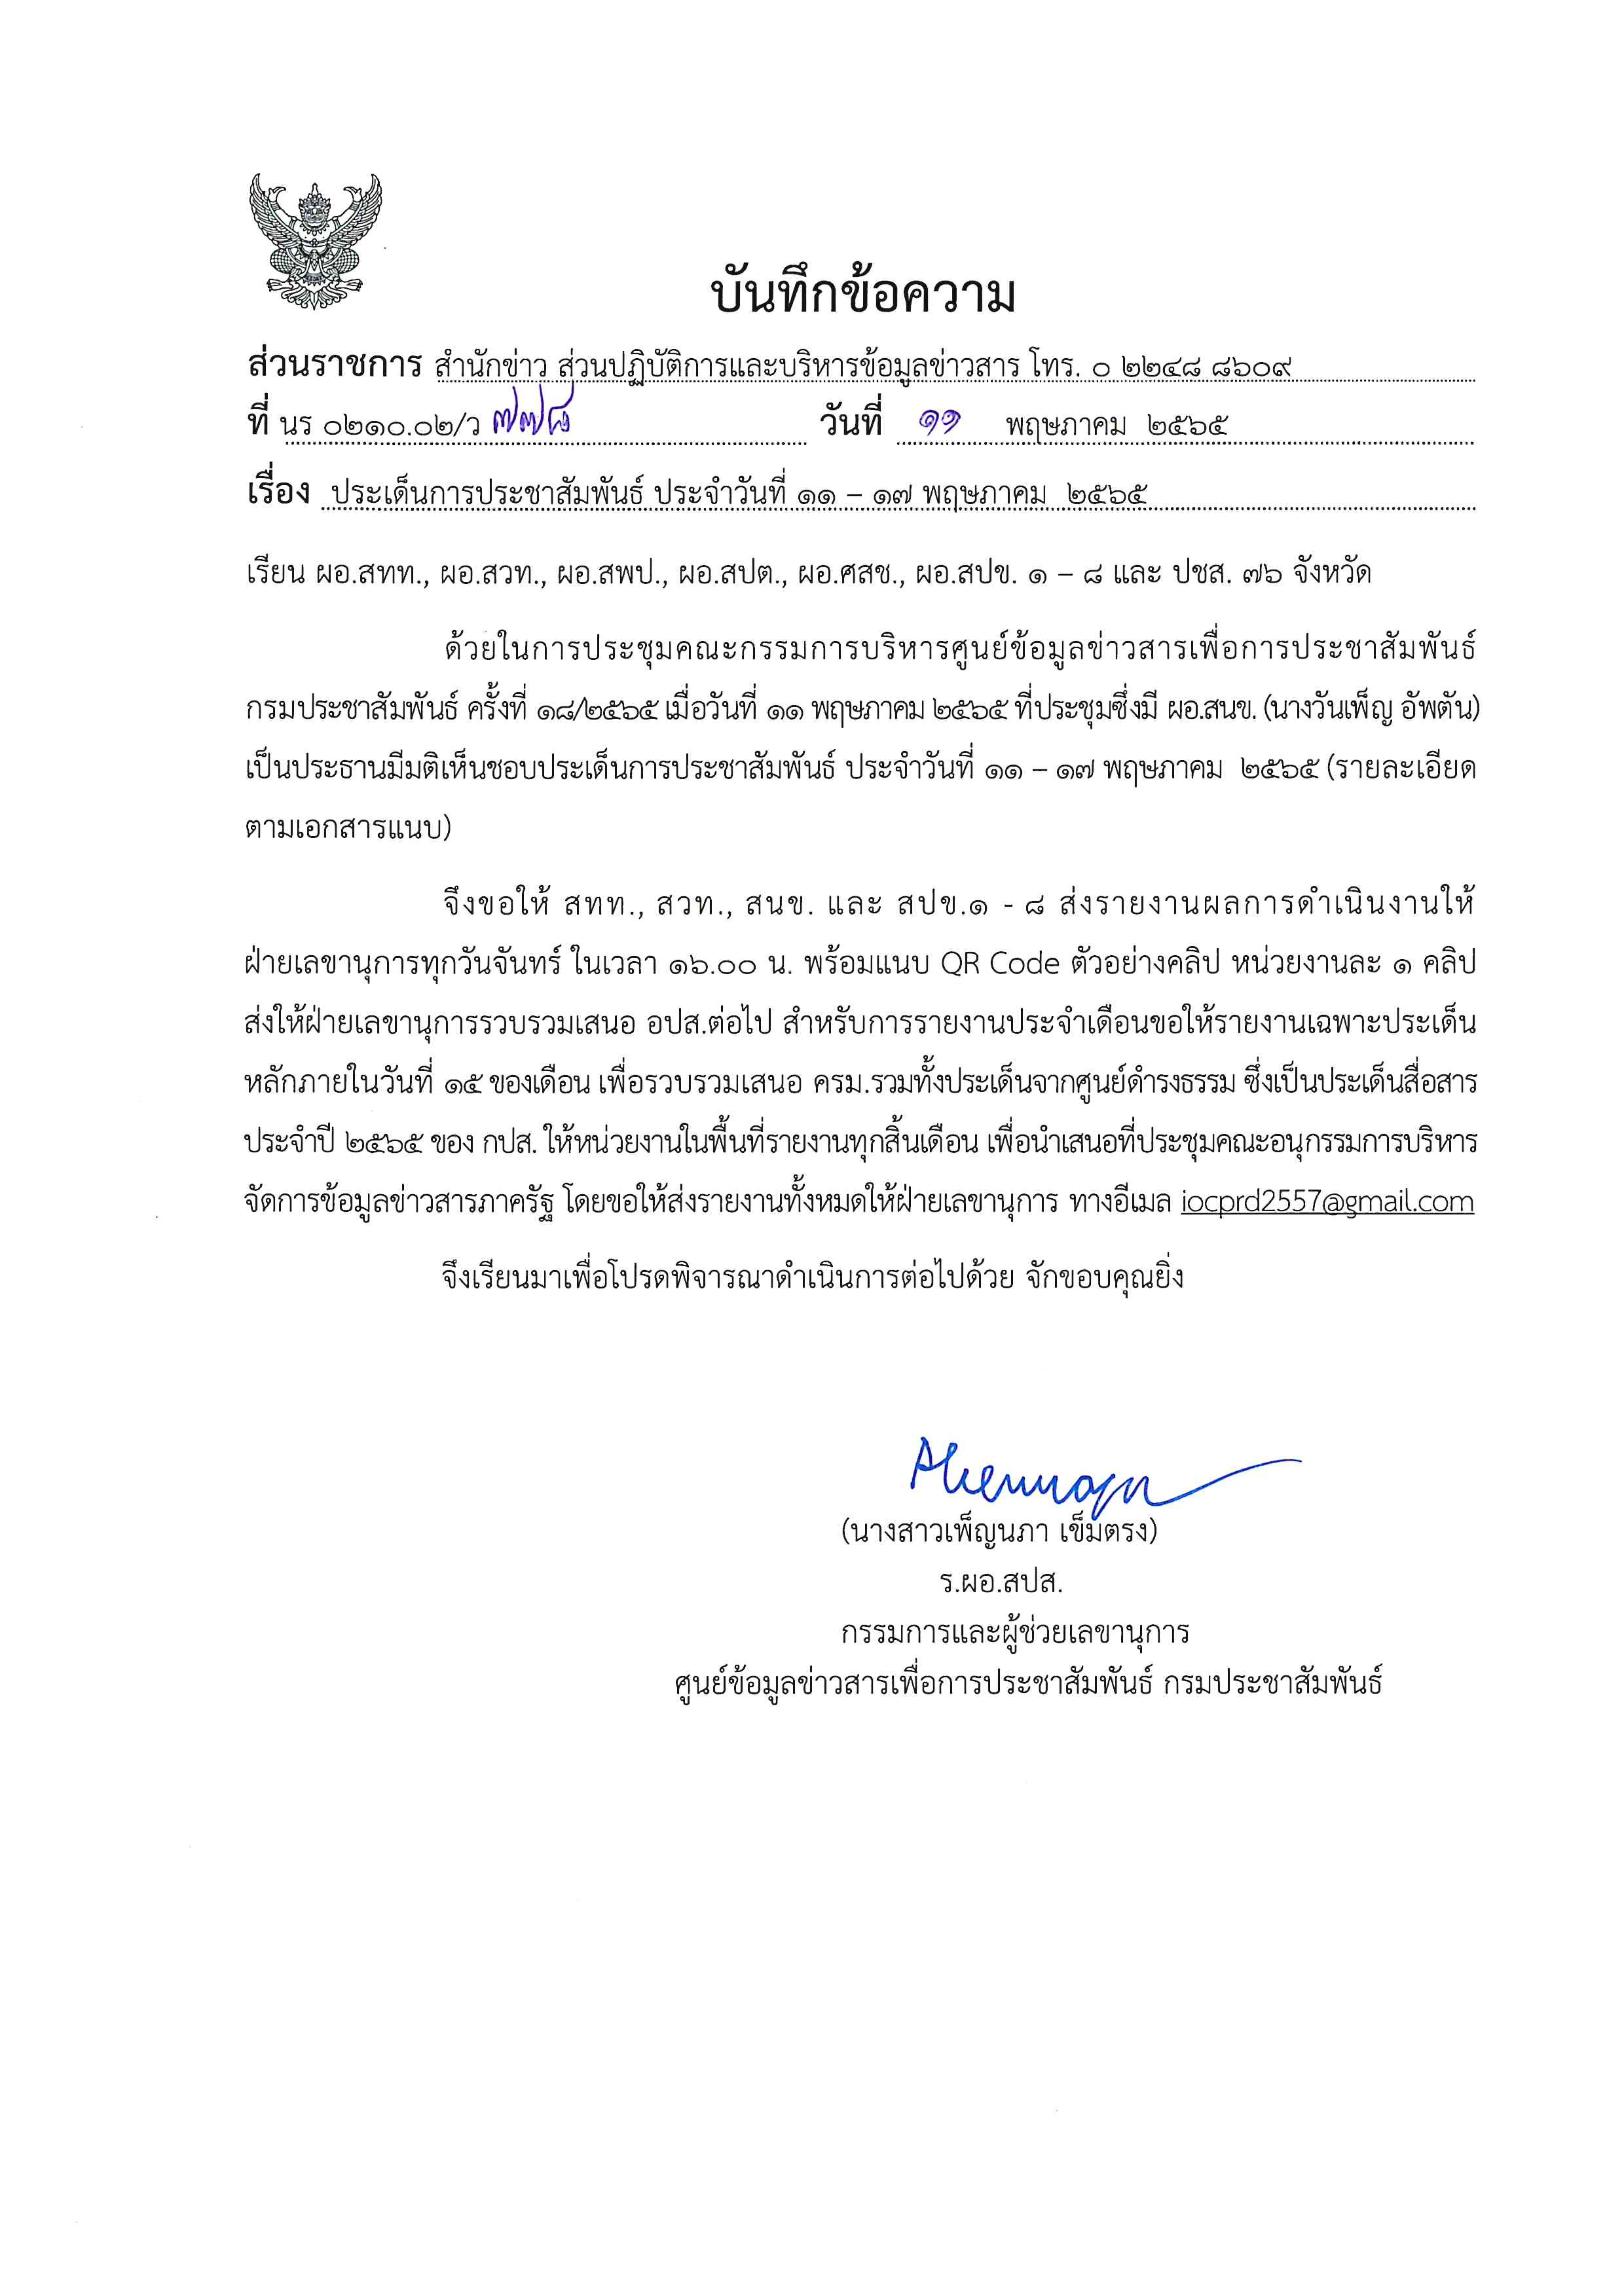 บันทึกข้อความ
ส่วนราชการ สำนักข่าว ส่วนปฏิบัติการและบริหารข้อมูลข่าวสาร โทร. ๐ ๒๒๔๘ ๘๖๐๙
ที่ นร ๐๒๑๐.๐๒/ว ๗๗๘ วันที่ ๑๑ พฤษภาคม ๒๕๖๕
เรื่อง ประเด็นการประชาสัมพันธ์ ประจำวันที่ ๑๑ – ๑๗ พฤษภาคม ๒๕๖๕
เรียน ผอ.สทท., ผอ.สวท., ผอ.สพป., ผอ.สปต., ผอ.ศสช., ผอ.สปข. ๑ – ๘ และ ปชส. ๗๖ จังหวัด
ด้วยในการประชุมคณะกรรมการบริหารศูนย์ข้อมูลข่าวสารเพื่อการประชาสัมพันธ์
กรมประชาสัมพันธ์ ครั้งที่ ๑๘/๒๕๖๕ เมื่อวันที่ ๑๑ พฤษภาคม ๒๕๖๕ ที่ประชุมซึ่งมี ผอ.สนข. (นางวันเพ็ญ อัพตัน)
เป็นประธานมีมติเห็นชอบประเด็นการประชาสัมพันธ์ ประจำวันที่ ๑๑ – ๑๗ พฤษภาคม ๒๕๖๕ (รายละเอียด
ตามเอกสารแนบ)
จึงขอให้ สทท., สวท., สนข. และ สปข.๑ - ๘ ส่งรายงานผลการดำเนินงานให้
ฝ่ายเลขานุการทุกวันจันทร์ ในเวลา ๑๖.๐๐ น. พร้อมแนบ QR Code ตัวอย่างคลิป หน่วยงานละ ๑ คลิป
ส่งให้ฝ่ายเลขานุการรวบรวมเสนอ อปส.ต่อไป สำหรับการรายงานประจำเดือนขอให้รายงานเฉพาะประเด็น
หลักภายในวันที่ ๑๕ ของเดือน เพื่อรวบรวมเสนอ ครม.รวมทั้งประเด็นจากศูนย์ดำรงธรรม ซึ่งเป็นประเด็นสื่อสาร
ประจำปี ๒๕๖๕ ของ กปส. ให้หน่วยงานในพื้นที่รายงานทุกสิ้นเดือน เพื่อนำเสนอที่ประชุมคณะอนุกรรมการบริหาร
จัดการข้อมูลข่าวสารภาครัฐ โดยขอให้ส่งรายงานทั้งหมดให้ฝ่ายเลขานุการ ทางอีเมล iocprd2557@gmail.com
จึงเรียนมาเพื่อโปรดพิจารณาดำเนินการต่อไปด้วย จักขอบคุณยิ่ง
(นางสาวเพ็ญนภา เข็มตรง)
ร.ผอ.สปส.
กรรมการและผู้ช่วยเลขานุการ
ศูนย์ข้อมูลข่าวสารเพื่อการประชาสัมพันธ์ กรมประชาสัมพันธ์